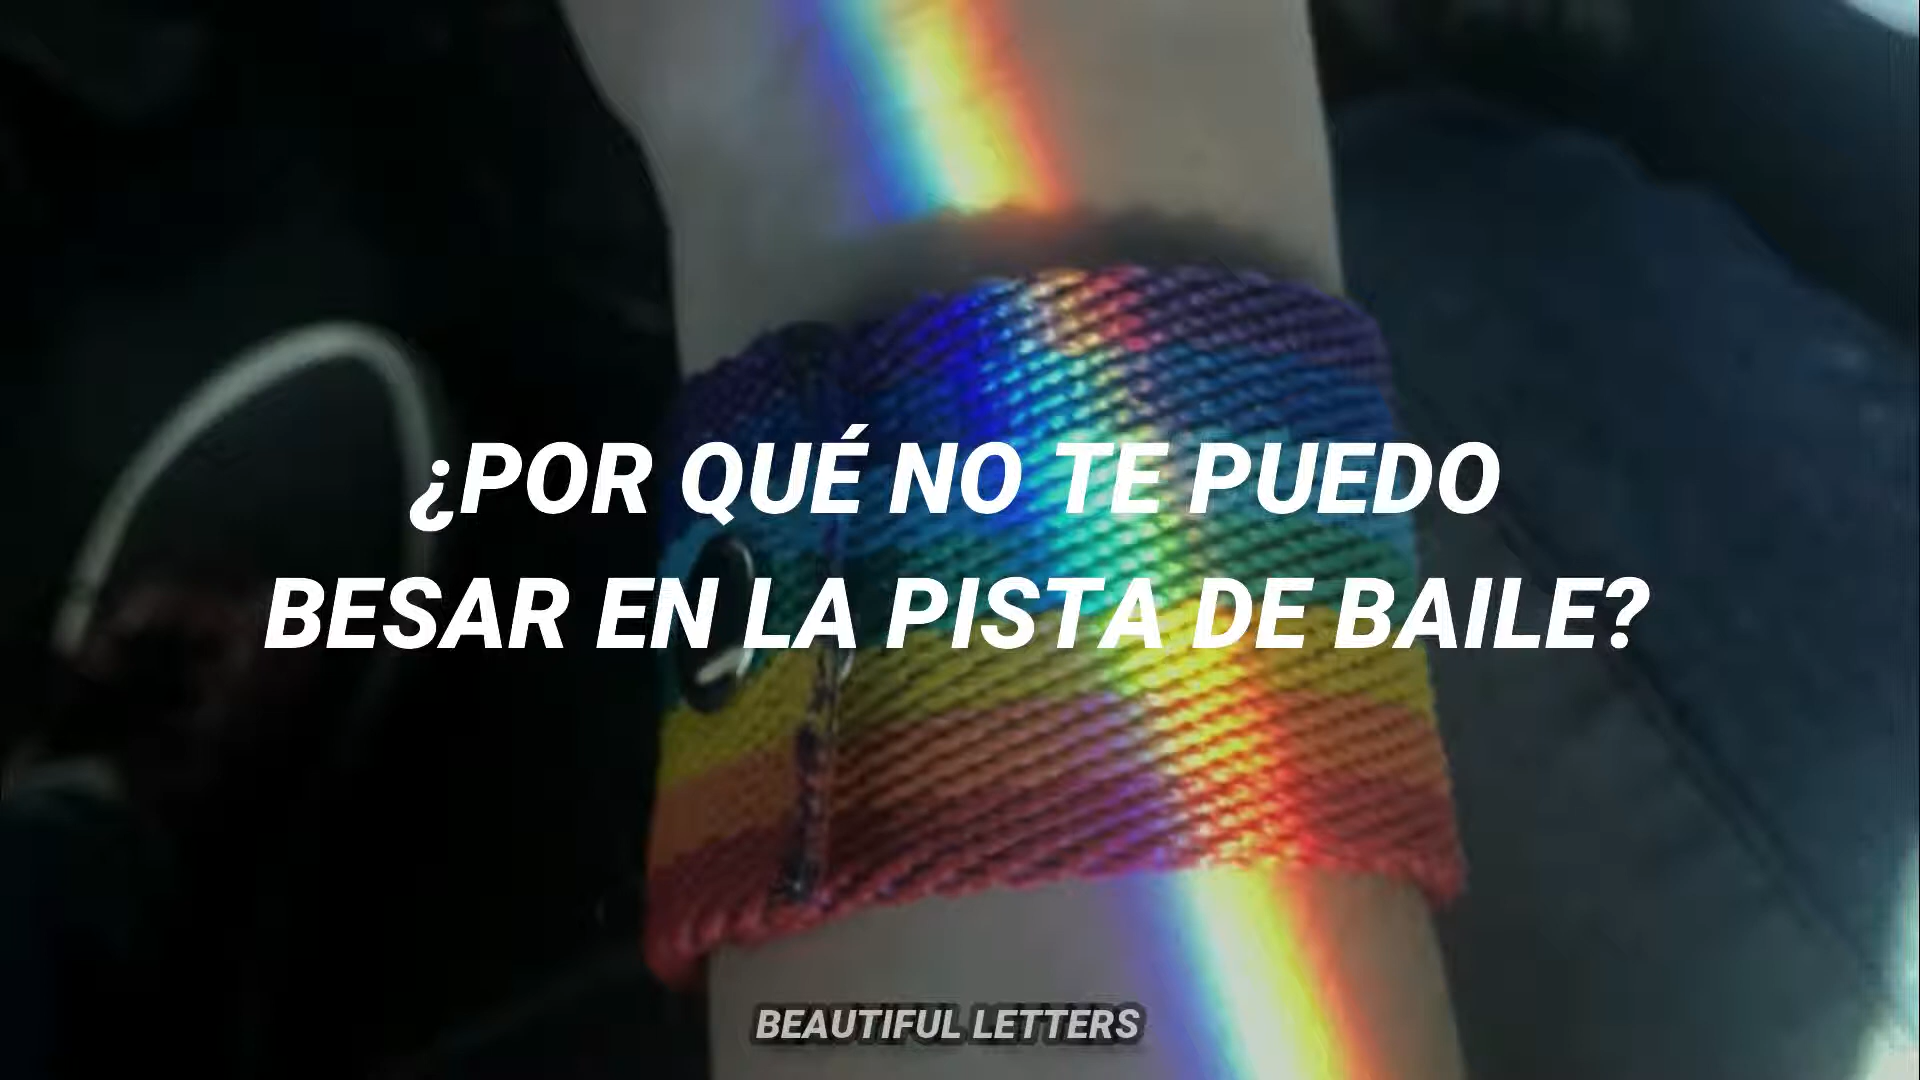 ¿POR QUÉ NO TE PUEDO
BESAR EN LA PISTA DE BAILE?
BEAUTIFUL LETTERS